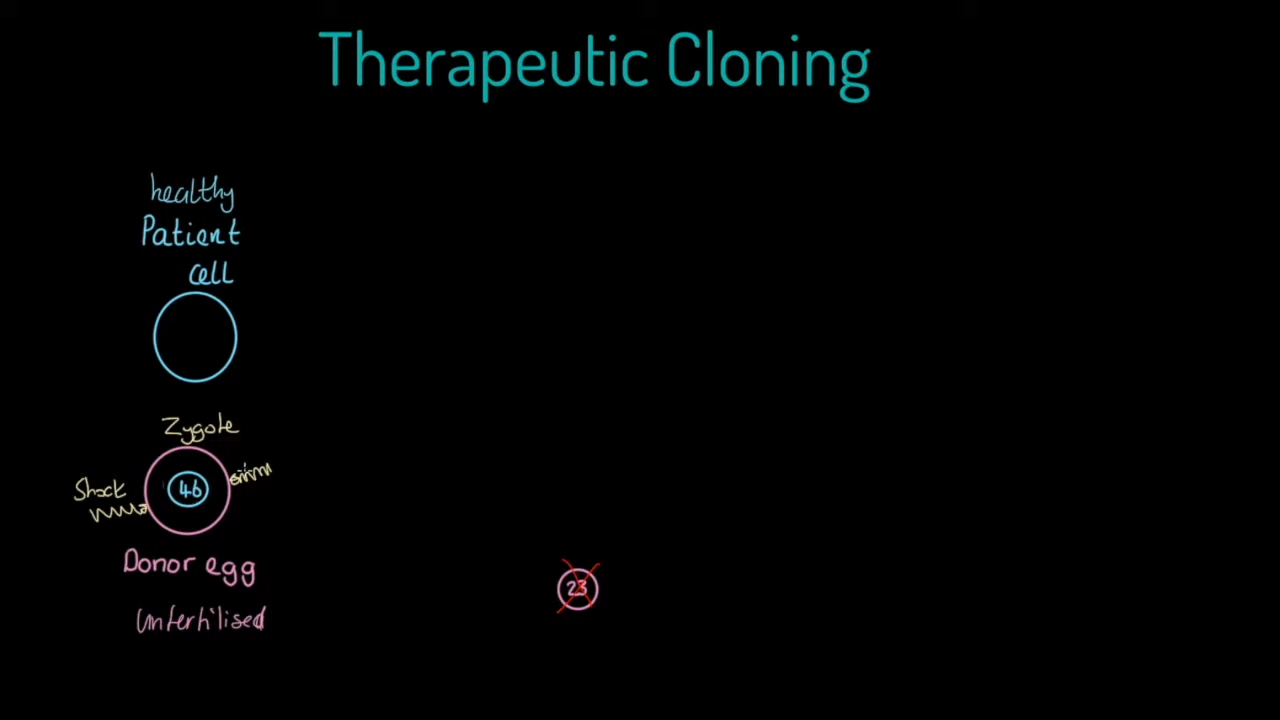 Therapeutic Cloning
healthy
Patient
cell
Zygote
46
Shock
Donor egg
Unfertilised
23